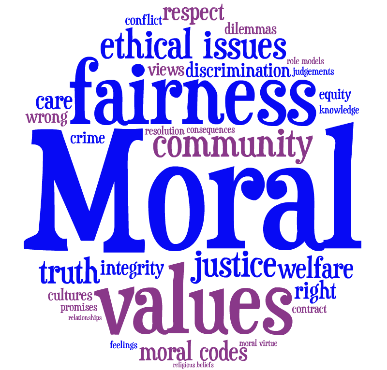 conflict respect
dilemmas
ethical issues
role models
views discrimination judgements
fairness
care equity
wrong knowledge
crime resolution consequences
community
Moral
truth integrity justice welfare
values right
cultures
promises contract
relationships
feelings moral codes moral virtue
religious beliefs